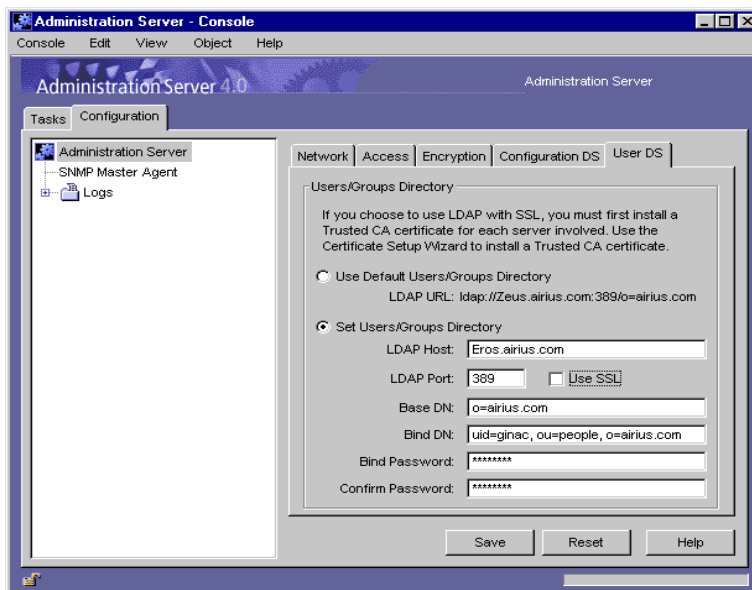 Administration Server - Console
Console Edit View Object Help
Administration Server 4.0
Administration Server
Tasks Configuration
Administration Server
SNMP Master Agent
Logs
Network Access Encryption Configuration DS User DS
Users/Groups Directory
If you choose to use LDAP with SSL, you must first install a
Trusted CA certificate for each server involved. Use the
Certificate Setup Wizard to install a Trusted CA certificate.
Use Default Users/Groups Directory
LDAP URL: ldap://Zeus.airius.com:389/o=airius.com
Set Users/Groups Directory
LDAP Host: Eros.airius.com
LDAP Port: 389 Use SSL
Base DN: o=airius.com
Bind DN: uid=ginac, ou=people, o=airius.com
Bind Password: ********
Confirm Password: ********
Save Reset Help